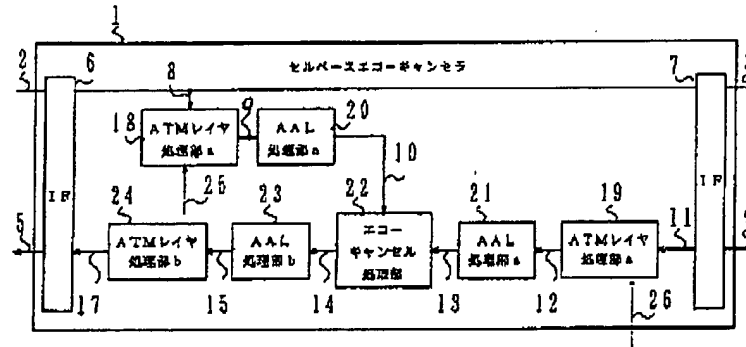 1
セルベースエコーキャンセラ
2
6
7
8
9
20
18
ATMレイヤ
処理部a
AAL
処理部a
10
IF
IF
25
24
23
22
21
19
5
11
ATMレイヤ
処理部b
AAL
処理部b
エコー
キャンセル
処理部
AAL
処理部a
ATMレイヤ
処理部a
17
15
14
13
12
26